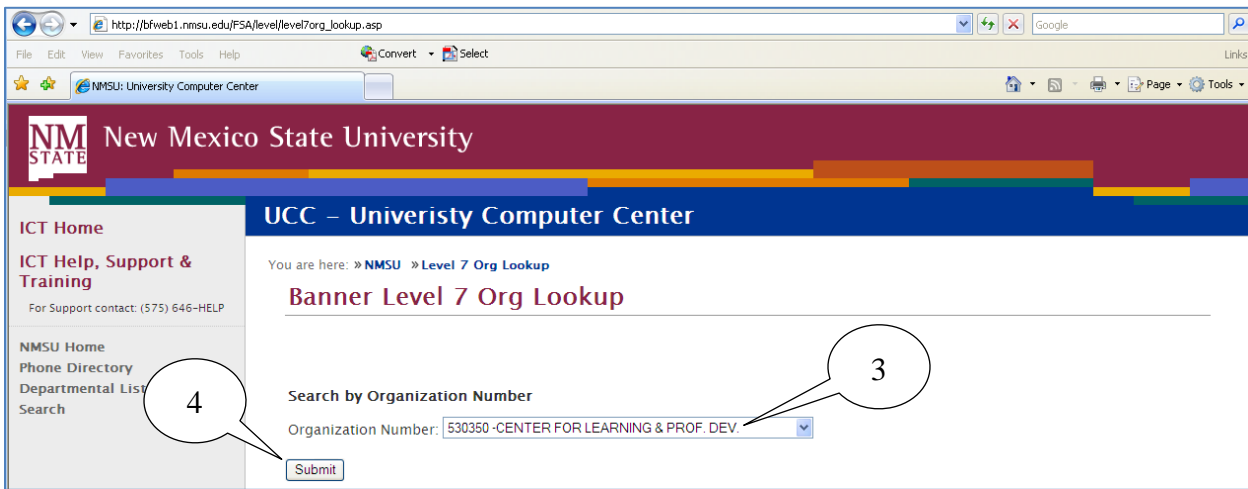 http://bfweb1.nmsu.edu/FSA/level/level7org_lookup.asp
Google
File Edit View Favorites Tools Help
Convert Select
Links
NMSU: University Computer Center
Page Tools
NM
STATE
New Mexico State University
UCC – Univeristy Computer Center
ICT Home
ICT Help, Support &
Training
For Support contact: (575) 646-HELP
NMSU Home
Phone Directory
Departmental List
Search
You are here: » NMSU » Level 7 Org Lookup
Banner Level 7 Org Lookup
3
4
Search by Organization Number
Organization Number: 530350 -CENTER FOR LEARNING & PROF. DEV.
Submit